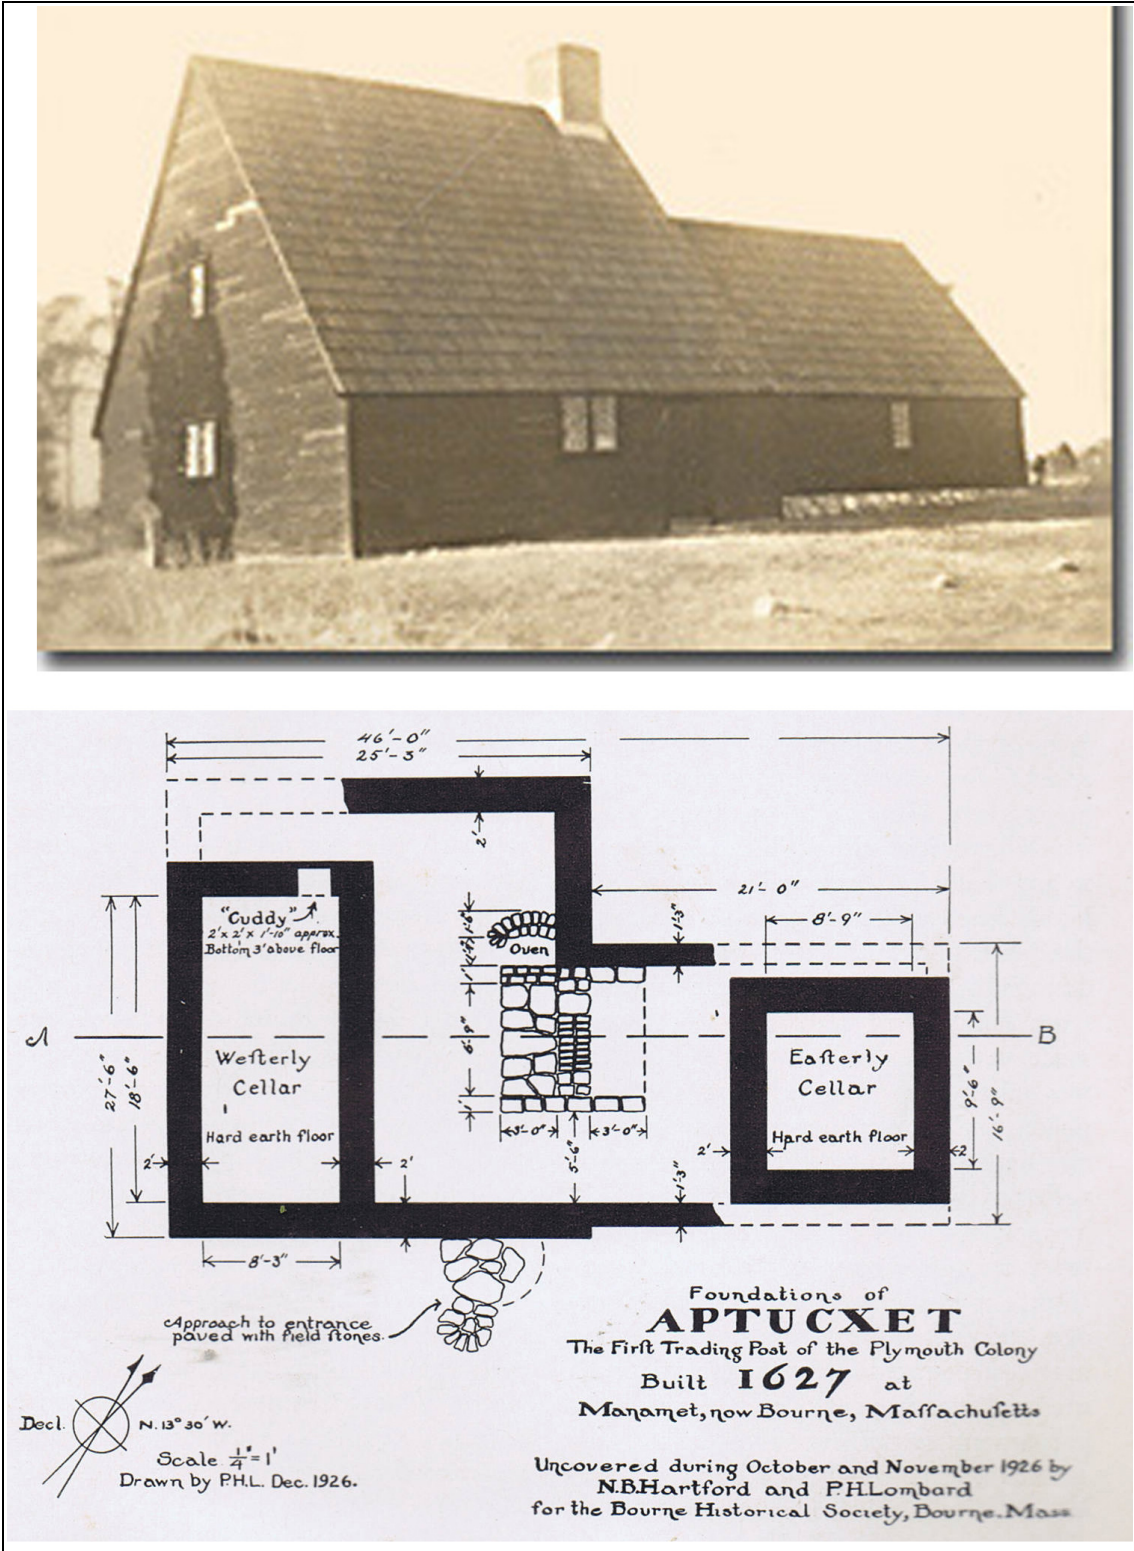 46'-0"
25'-3"
2'
21'-0"
8'-9"
1'-3"
"Cuddy"
2'x 2'x 1'-10" approx.
Bottom 3' above floor
Oven
1'
6'-9"
1'
A
B
Westerly
Cellar
Hard earth floor
Easterly
Cellar
Hard earth floor
27'-6"
18'-6"
9'-6"
16'-9"
2'
2'
2'
2
3'-0"
3'-0"
5'-6"
1'-3"
8'-3"
Approach to entrance
paved with field stones.
Foundations of
APTUCXET
The Firſt Trading Post of the Plymouth Colony
Built 1627 at
Manamet, now Bourne, Maſſachuſetts
Decl. N. 13° 30' W.
Scale ¼"=1'
Drawn by P.H.L. Dec. 1926.
Uncovered during October and November 1926 by
N.B.Hartford and P.H.Lombard
for the Bourne Historical Society, Bourne. Mass.